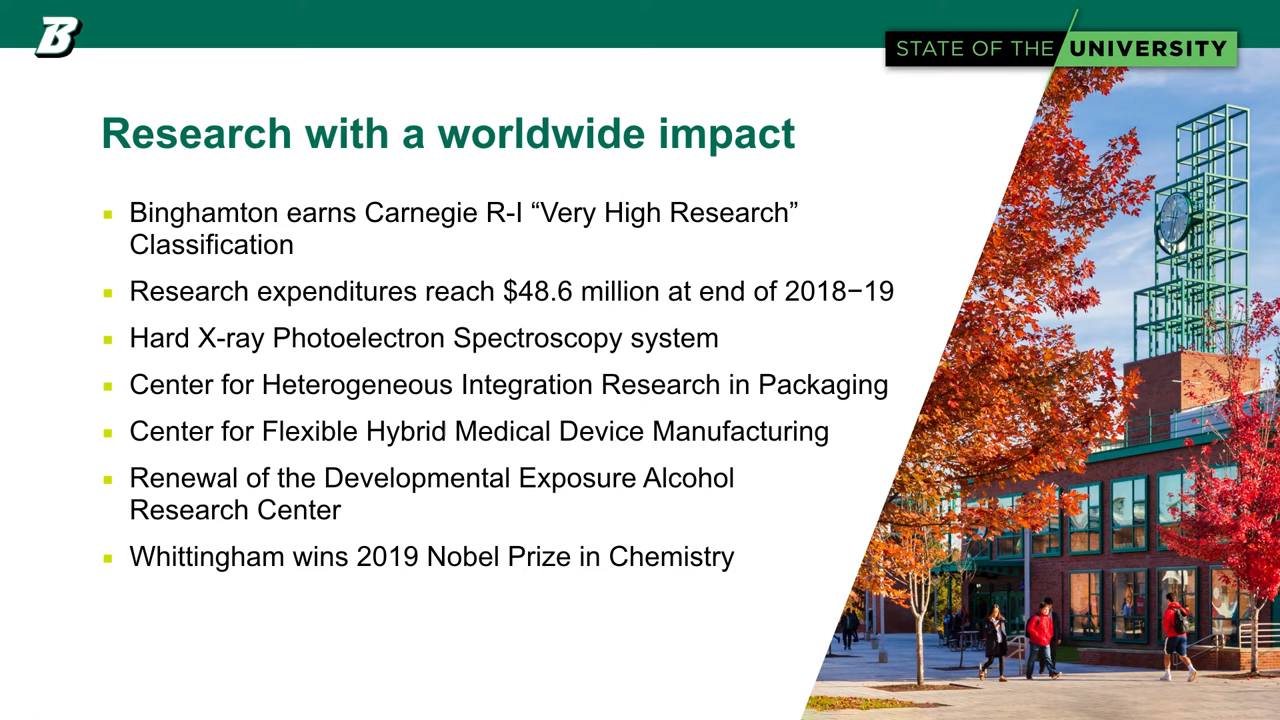 B
STATE OF THE UNIVERSITY
Research with a worldwide impact
Binghamton earns Carnegie R-I “Very High Research”
Classification
Research expenditures reach $48.6 million at end of 2018−19
Hard X-ray Photoelectron Spectroscopy system
Center for Heterogeneous Integration Research in Packaging
Center for Flexible Hybrid Medical Device Manufacturing
Renewal of the Developmental Exposure Alcohol
Research Center
Whittingham wins 2019 Nobel Prize in Chemistry